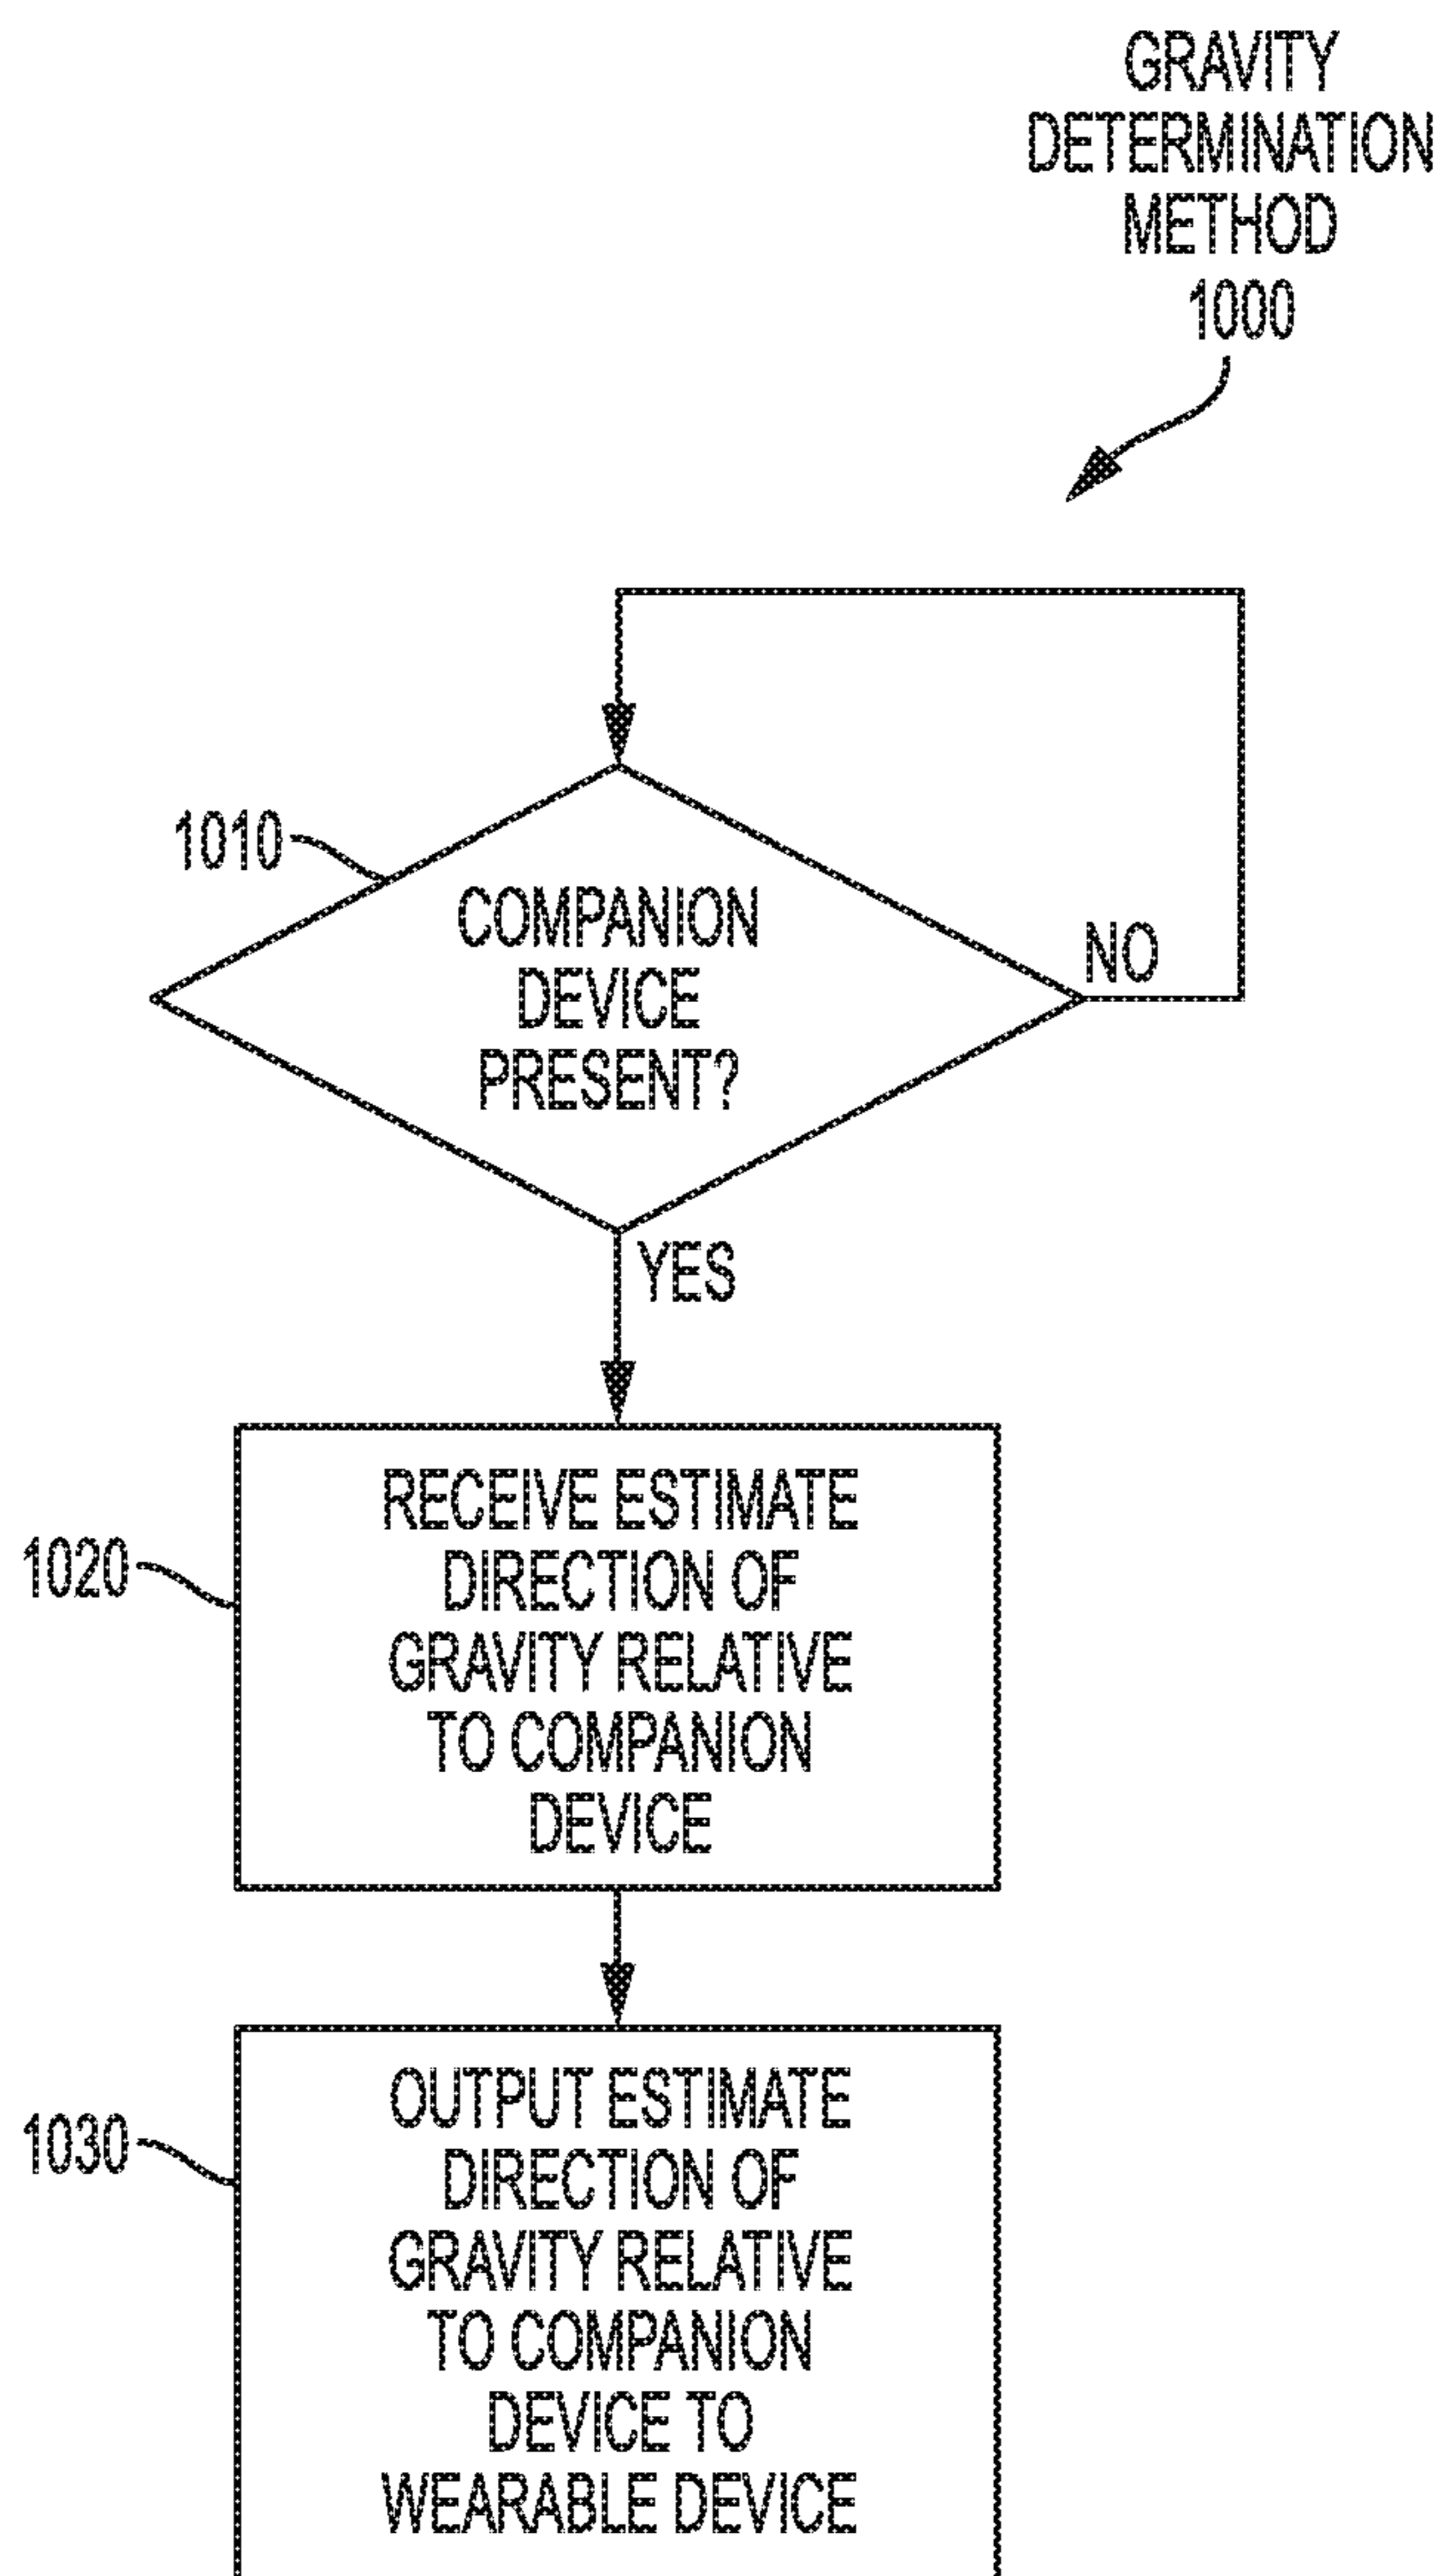 GRAVITY
DETERMINATION
METHOD
1000
1010
COMPANION
DEVICE
PRESENT?
NO
YES
1020
RECEIVE ESTIMATE
DIRECTION OF
GRAVITY RELATIVE
TO COMPANION
DEVICE
1030
OUTPUT ESTIMATE
DIRECTION OF
GRAVITY RELATIVE
TO COMPANION
DEVICE TO
WEARABLE DEVICE